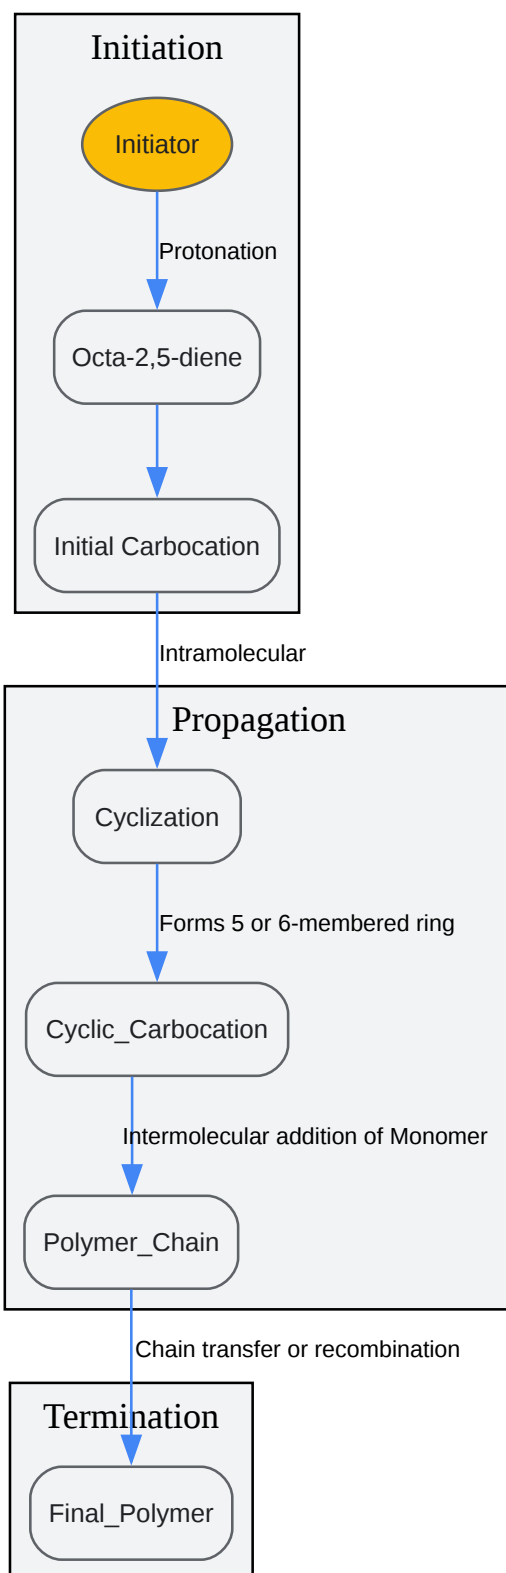 Initiation
Initiator
Protonation
Octa-2,5-diene
Initial Carbocation
Intramolecular
Propagation
Cyclization
Forms 5 or 6-membered ring
Cyclic_Carbocation
Intermolecular addition of Monomer
Polymer_Chain
Chain transfer or recombination
Termination
Final_Polymer